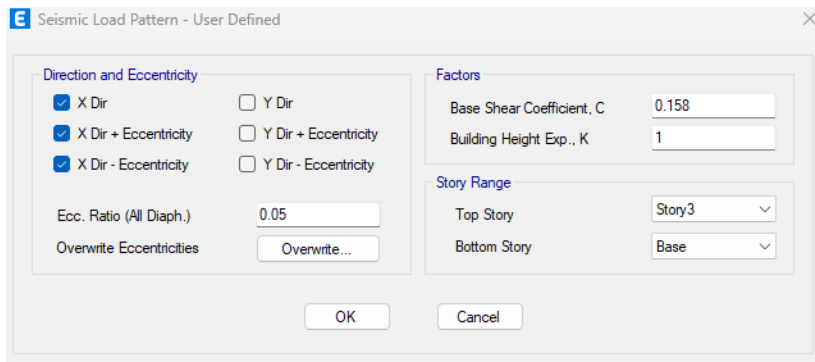 E Seismic Load Pattern - User Defined
Direction and Eccentricity
X Dir
Y Dir
X Dir + Eccentricity
Y Dir + Eccentricity
X Dir - Eccentricity
Y Dir - Eccentricity
Ecc. Ratio (All Diaph.)
0.05
Overwrite Eccentricities
Overwrite...
Factors
Base Shear Coefficient, C
0.158
Building Height Exp., K
1
Story Range
Top Story
Story3
Bottom Story
Base
OK
Cancel